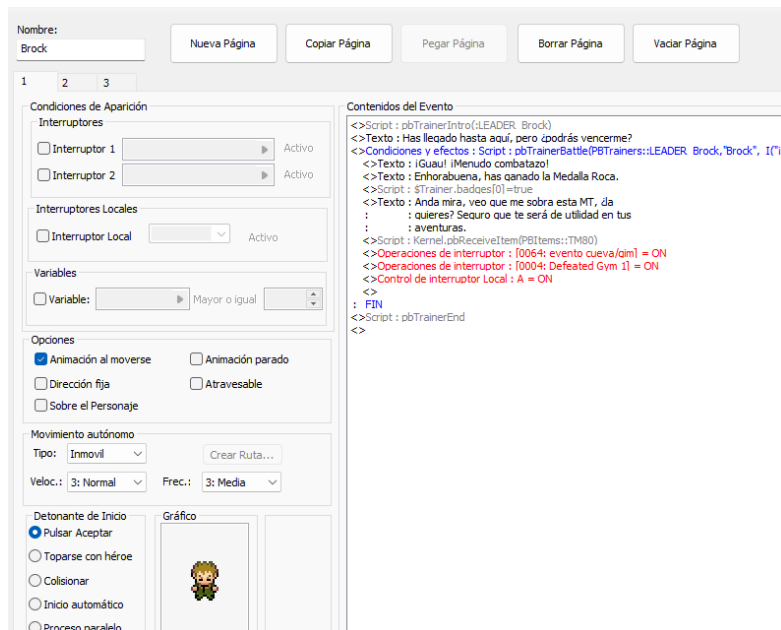 Nombre:
Brock
Nueva Página
Copiar Página
Pegar Página
Borrar Página
Vaciar Página
1 2 3
Condiciones de Aparición
Interruptores
Interruptor 1 Activo
Interruptor 2 Activo
Interruptores Locales
Interruptor Local Activo
Variables
Variable: Mayor o igual
Opciones
Animación al moverse Animación parado
Dirección fija Atravesable
Sobre el Personaje
Movimiento autónomo
Tipo: Inmovil Crear Ruta...
Veloc.: 3: Normal Frec.: 3: Media
Detonante de Inicio
Pulsar Aceptar
Toparse con héroe
Colisionar
Inicio automático
Proceso paralelo
Gráfico
Contenidos del Evento
<>Script : pbTrainerIntro(:LEADER_Brock)
<>Texto : Has llegado hasta aquí, pero ¿podrás vencerme?
<>Condiciones y efectos : Script : pbTrainerBattle(PBTrainers::LEADER_Brock,"Brock", I("i
<>Texto : ¡Guau! ¡Menudo combatazo!
<>Texto : Enhorabuena, has ganado la Medalla Roca.
<>Script : $Trainer.badges[0]=true
<>Texto : Anda mira, veo que me sobra esta MT, ¿la
: : quieres? Seguro que te será de utilidad en tus
: : aventuras.
<>Script : Kernel.pbReceiveItem(PBItems::TM80)
<>Operaciones de interruptor : [0064: evento cueva/gim] = ON
<>Operaciones de interruptor : [0004: Defeated Gym 1] = ON
<>Control de interruptor Local : A = ON
<>
: FIN
<>Script : pbTrainerEnd
<>